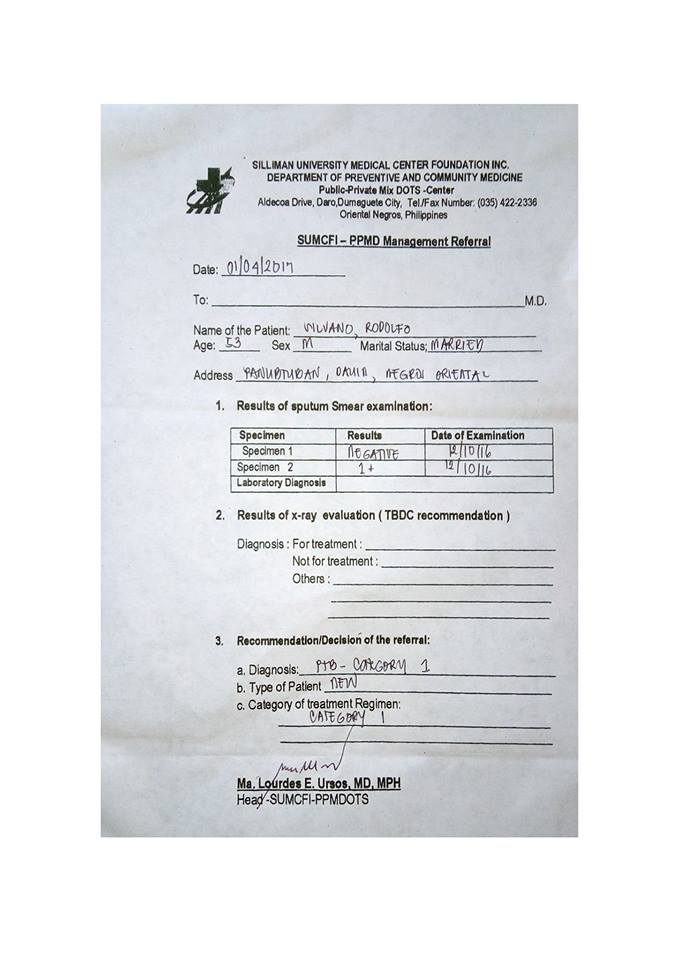 SILLIMAN UNIVERSITY MEDICAL CENTER FOUNDATION INC.
DEPARTMENT OF PREVENTIVE AND COMMUNITY MEDICINE
Public-Private Mix DOTS -Center
Aldecoa Drive, Daro,Dumaguete City, Tel./Fax Number: (035) 422-2336
Oriental Negros, Philippines
SUMCFI – PPMD Management Referral
Date: 01/04/2017
To: M.D.
Name of the Patient: VILVANO, RODOLFO
Age: 53 Sex M Marital Status; MARRIED
Address DAUIN, NEGROS ORIENTAL
1. Results of sputum Smear examination:
Specimen Results Date of Examination
Specimen 1 NEGATIVE 12/10/16
Specimen 2 1+ 12/10/16
Laboratory Diagnosis
2. Results of x-ray evaluation ( TBDC recommendation )
Diagnosis : For treatment :
Not for treatment :
Others :
3. Recommendation/Decision of the referral:
a. Diagnosis: PTB - CATEGORY 1
b. Type of Patient NEW
c. Category of treatment Regimen:
CATEGORY 1
Ma. Lourdes E. Ursos, MD, MPH
Head -SUMCFI-PPMDOTS